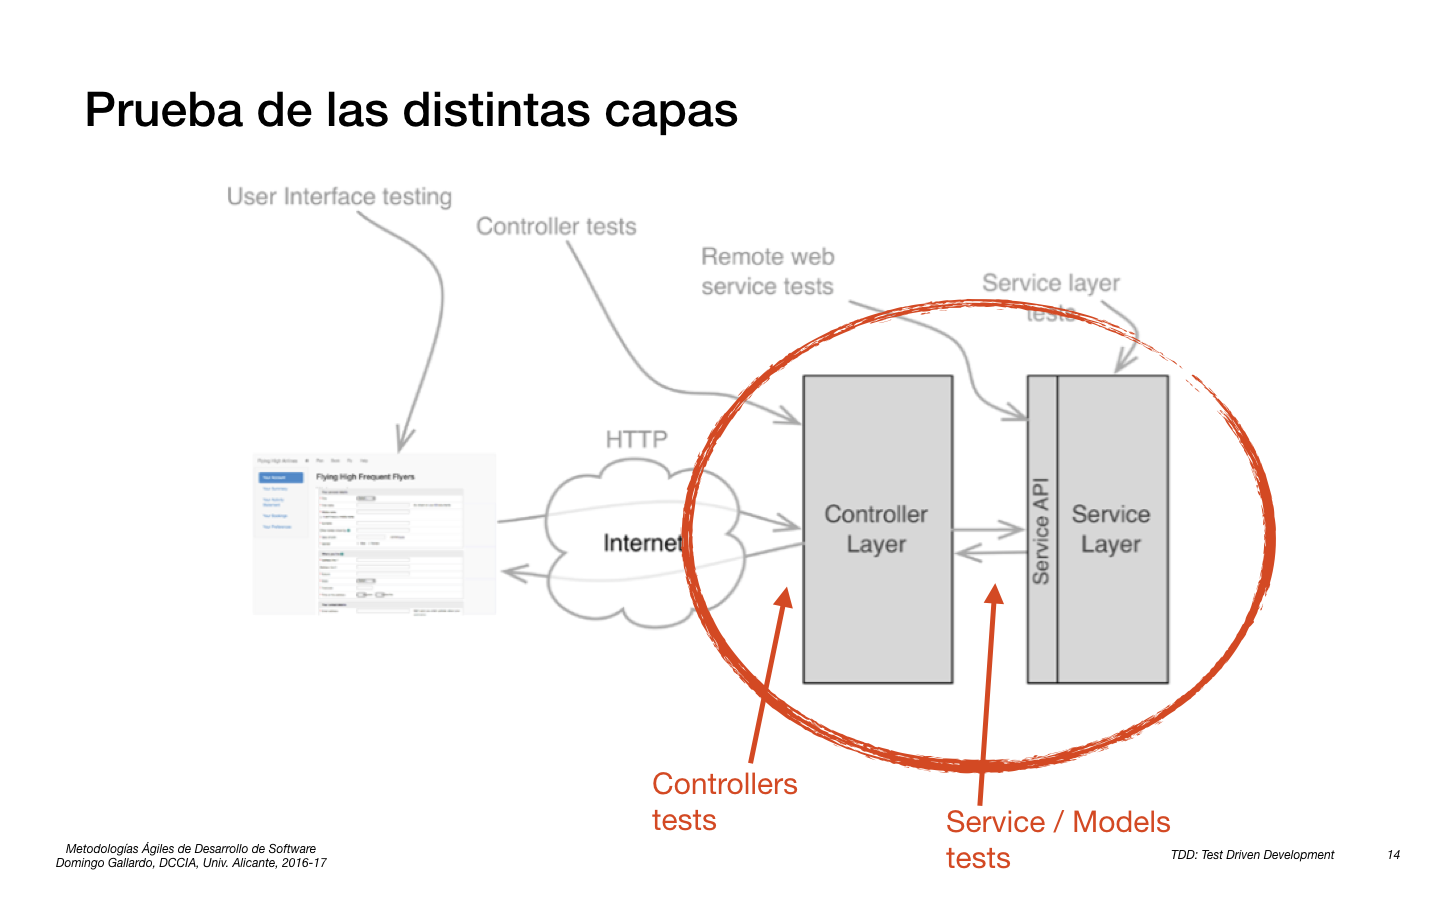 Prueba de las distintas capas
User Interface testing
Controller tests
Remote web
service tests
Service layer
tests
HTTP
Internet
Flying High Frequent Flyers
Controller
Layer
Service API
Service
Layer
Controllers
tests
Service / Models
tests
Metodologías Ágiles de Desarrollo de Software
Domingo Gallardo, DCCIA, Univ. Alicante, 2016-17
TDD: Test Driven Development
14